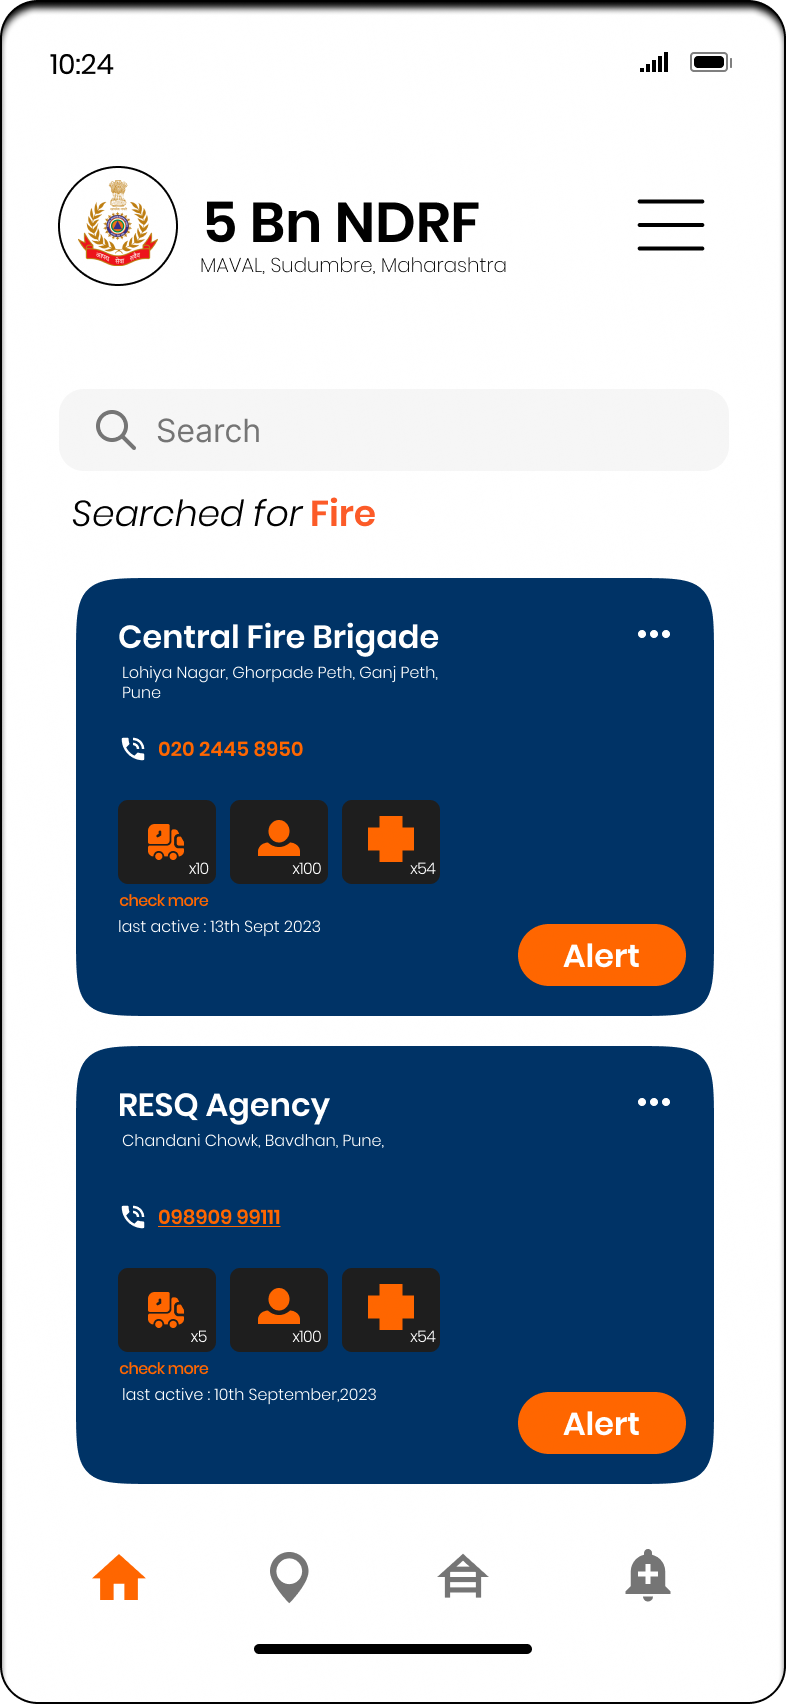 10:24
5 Bn NDRF
MAVAL, Sudumbre, Maharashtra
Search
Searched for Fire
Central Fire Brigade
Lohiya Nagar, Ghorpade Peth, Ganj Peth,
Pune
020 2445 8950
x10
x100
x54
check more
last active : 13th Sept 2023
Alert
RESQ Agency
Chandani Chowk, Bavdhan, Pune,
098909 99111
x5
x100
x54
check more
last active : 10th September,2023
Alert